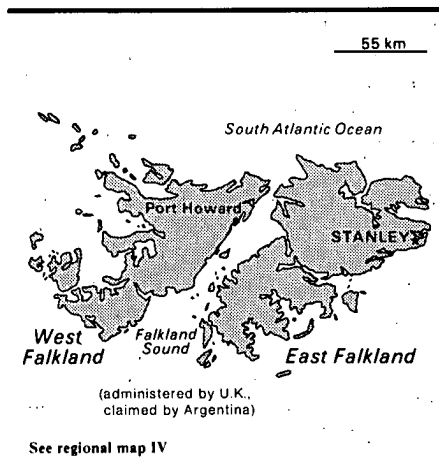 55 km
South Atlantic Ocean
Port Howard
STANLEY
West
Falkland
Falkland
Sound
East Falkland
(administered by U.K.,
claimed by Argentina)
See regional map IV